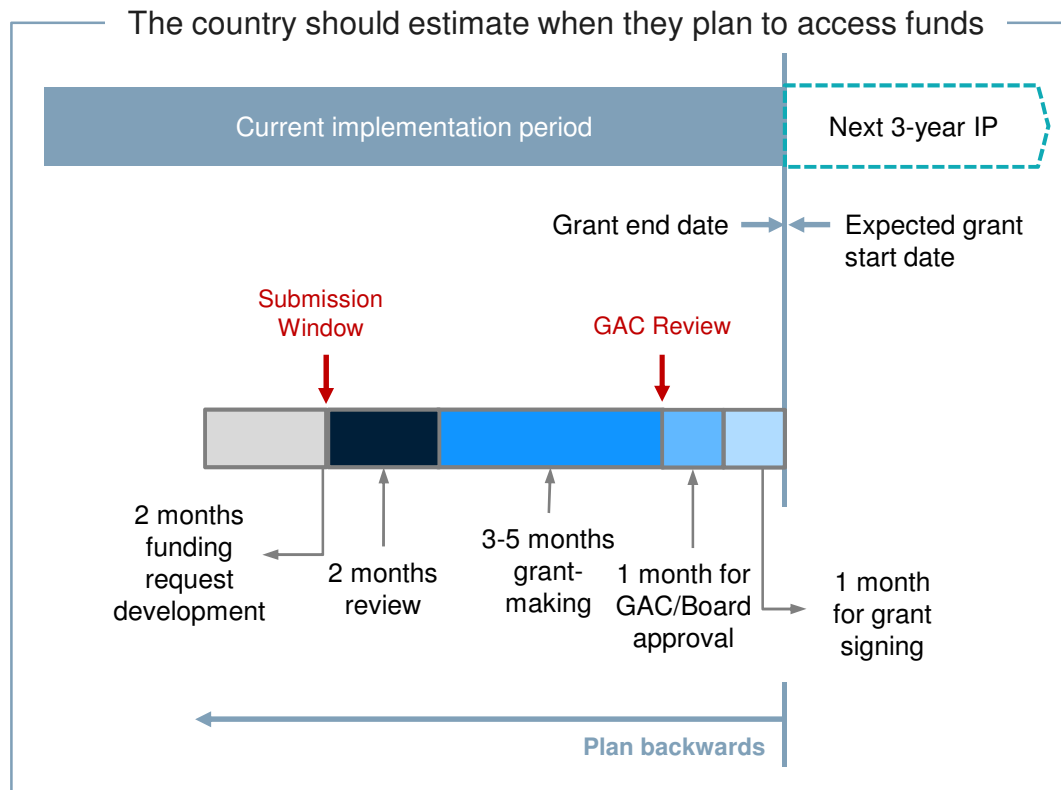 The country should estimate when they plan to access funds
Current implementation period
Next 3-year IP
Grant end date
Expected grant
start date
Submission
Window
GAC Review
2 months
funding
request
development
2 months
review
3-5 months
grant-
making
1 month for
GAC/Board
approval
1 month
for grant
signing
Plan backwards